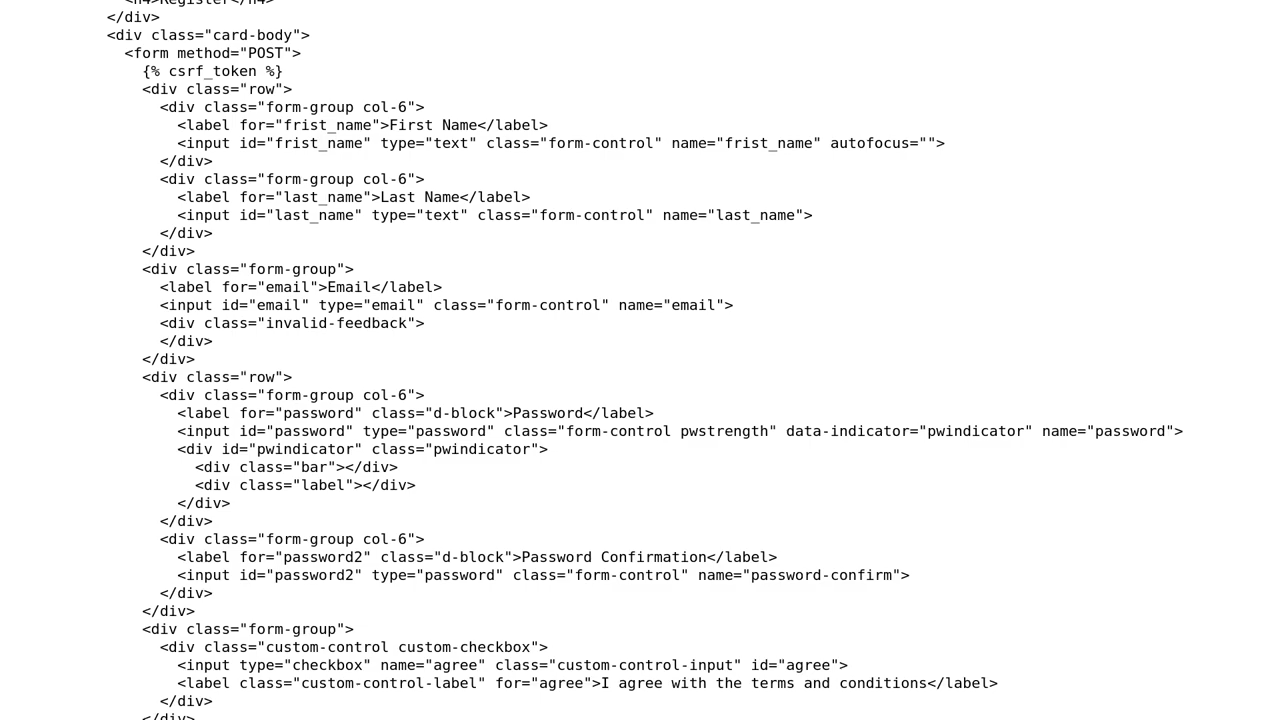 <h4>Register</h4>
</div>
<div class="card-body">
<form method="POST">
{% csrf_token %}
<div class="row">
<div class="form-group col-6">
<label for="frist_name">First Name</label>
<input id="frist_name" type="text" class="form-control" name="frist_name" autofocus="">
</div>
<div class="form-group col-6">
<label for="last_name">Last Name</label>
<input id="last_name" type="text" class="form-control" name="last_name">
</div>
</div>
<div class="form-group">
<label for="email">Email</label>
<input id="email" type="email" class="form-control" name="email">
<div class="invalid-feedback">
</div>
</div>
<div class="row">
<div class="form-group col-6">
<label for="password" class="d-block">Password</label>
<input id="password" type="password" class="form-control pwstrength" data-indicator="pwindicator" name="password">
<div id="pwindicator" class="pwindicator">
<div class="bar"></div>
<div class="label"></div>
</div>
</div>
<div class="form-group col-6">
<label for="password2" class="d-block">Password Confirmation</label>
<input id="password2" type="password" class="form-control" name="password-confirm">
</div>
</div>
<div class="form-group">
<div class="custom-control custom-checkbox">
<input type="checkbox" name="agree" class="custom-control-input" id="agree">
<label class="custom-control-label" for="agree">I agree with the terms and conditions</label>
</div>
</div>